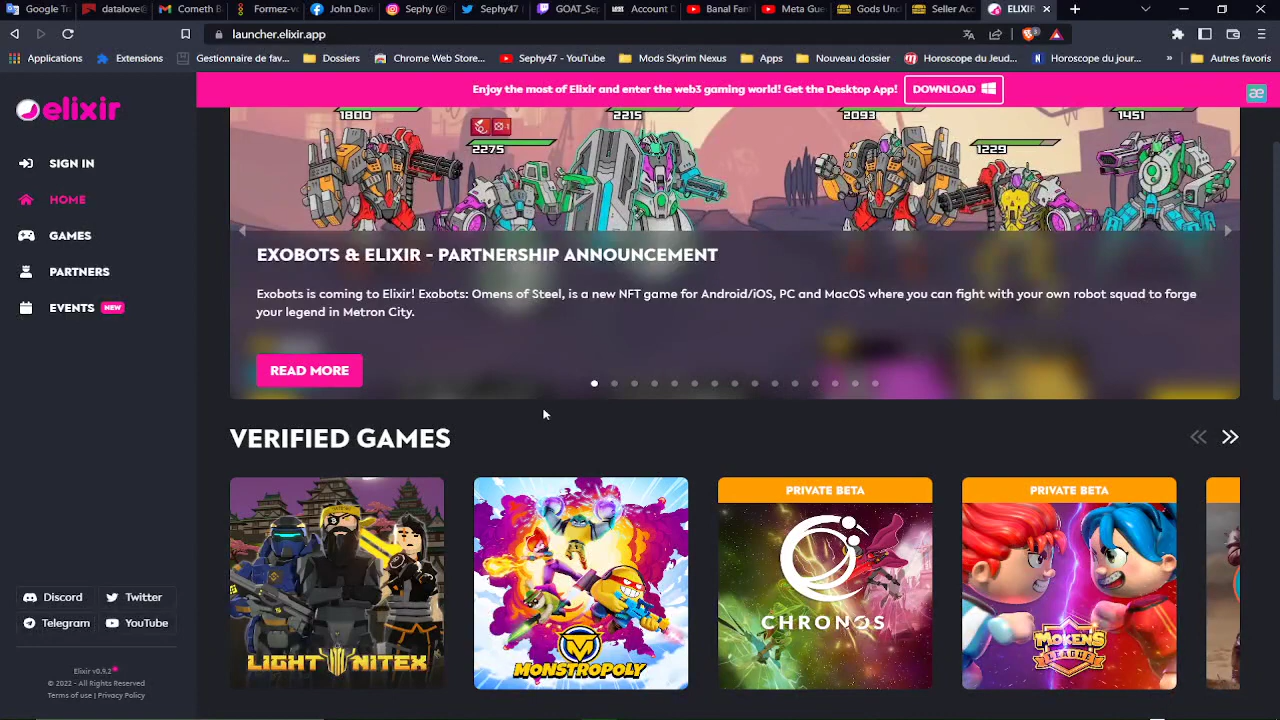 Google Trad
datalove@
Cometh B
Formez-v
John Davi
Sephy (@
Sephy47
GOAT_Sep
Account D
Banal Fan
Meta Gue
Gods Unc
Seller Acc
ELIXIR
launcher.elixir.app
Applications
Extensions
Gestionnaire de fav...
Dossiers
Chrome Web Store...
Sephy47 - YouTube
Mods Skyrim Nexus
Apps
Nouveau dossier
Horoscope du Jeud...
Horoscope du jour...
»
Autres favoris
elixir
Enjoy the most of Elixir and enter the web3 gaming world! Get the Desktop App!
DOWNLOAD
SIGN IN
HOME
GAMES
PARTNERS
EVENTS NEW
1800
2275
2215
2093
1229
1451
EXOBOTS & ELIXIR - PARTNERSHIP ANNOUNCEMENT
Exobots is coming to Elixir! Exobots: Omens of Steel, is a new NFT game for Android/iOS, PC and MacOS where you can fight with your own robot squad to forge
your legend in Metron City.
READ MORE
VERIFIED GAMES
LIGHT NITEX
MONSTROPOLY
PRIVATE BETA
CHRONOS
PRIVATE BETA
MOKENS
LEAGUE
Discord
Twitter
Telegram
YouTube
Elixir v0.9.2
© 2022 - All Rights Reserved
Terms of use | Privacy Policy